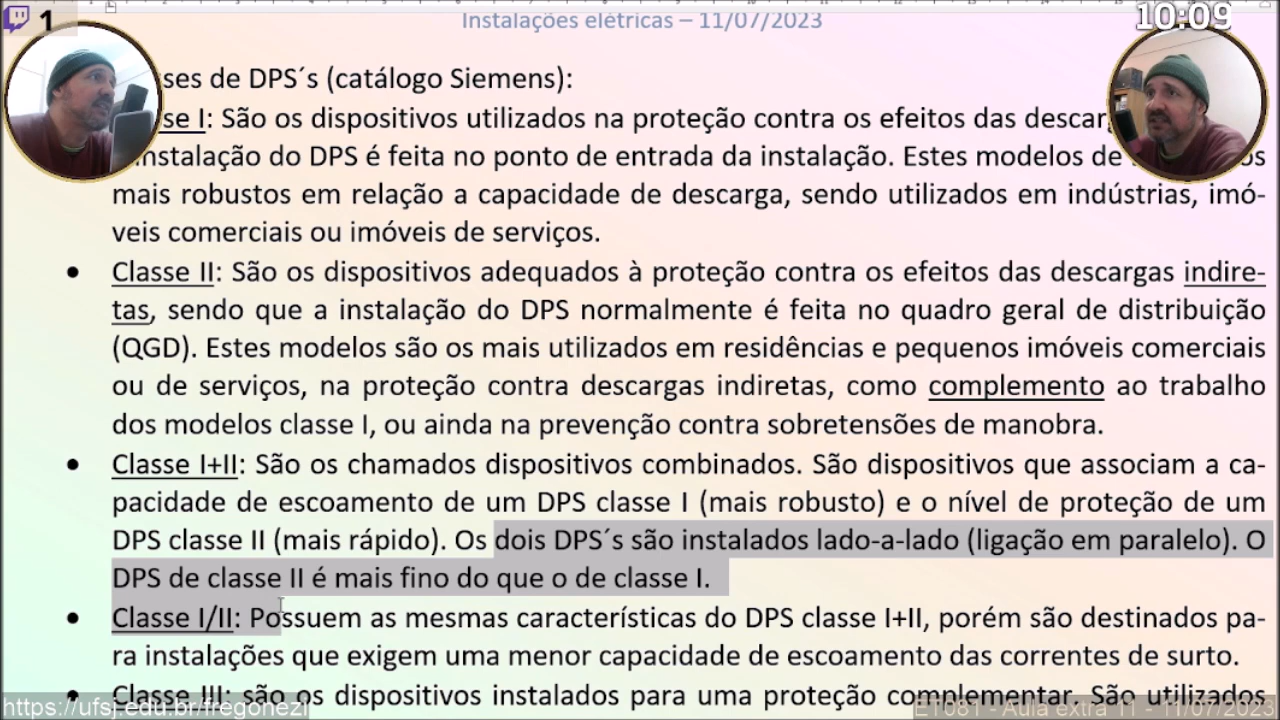 1
10:09
Instalações elétricas – 11/07/2023
ses de DPS´s (catálogo Siemens):
se I: São os dispositivos utilizados na proteção contra os efeitos das
instalação do DPS é feita no ponto de entrada da instalação. Estes modelos de
mais robustos em relação a capacidade de descarga, sendo utilizados em indústrias, imó-
veis comerciais ou imóveis de serviços.
• Classe II: São os dispositivos adequados à proteção contra os efeitos das descargas indire-
tas, sendo que a instalação do DPS normalmente é feita no quadro geral de distribuição
(QGD). Estes modelos são os mais utilizados em residências e pequenos imóveis comerciais
ou de serviços, na proteção contra descargas indiretas, como complemento ao trabalho
dos modelos classe I, ou ainda na prevenção contra sobretensões de manobra.
• Classe I+II: São os chamados dispositivos combinados. São dispositivos que associam a ca-
pacidade de escoamento de um DPS classe I (mais robusto) e o nível de proteção de um
DPS classe II (mais rápido). Os dois DPS´s são instalados lado-a-lado (ligação em paralelo). O
DPS de classe II é mais fino do que o de classe I.
• Classe I/II: Possuem as mesmas características do DPS classe I+II, porém são destinados pa-
ra instalações que exigem uma menor capacidade de escoamento das correntes de surto.
• Classe III: são os dispositivos instalados para uma proteção complementar. São utilizados
https://ufsj.edu.br/fregonezi
ET081 - Aula extra 11 - 11/07/2023